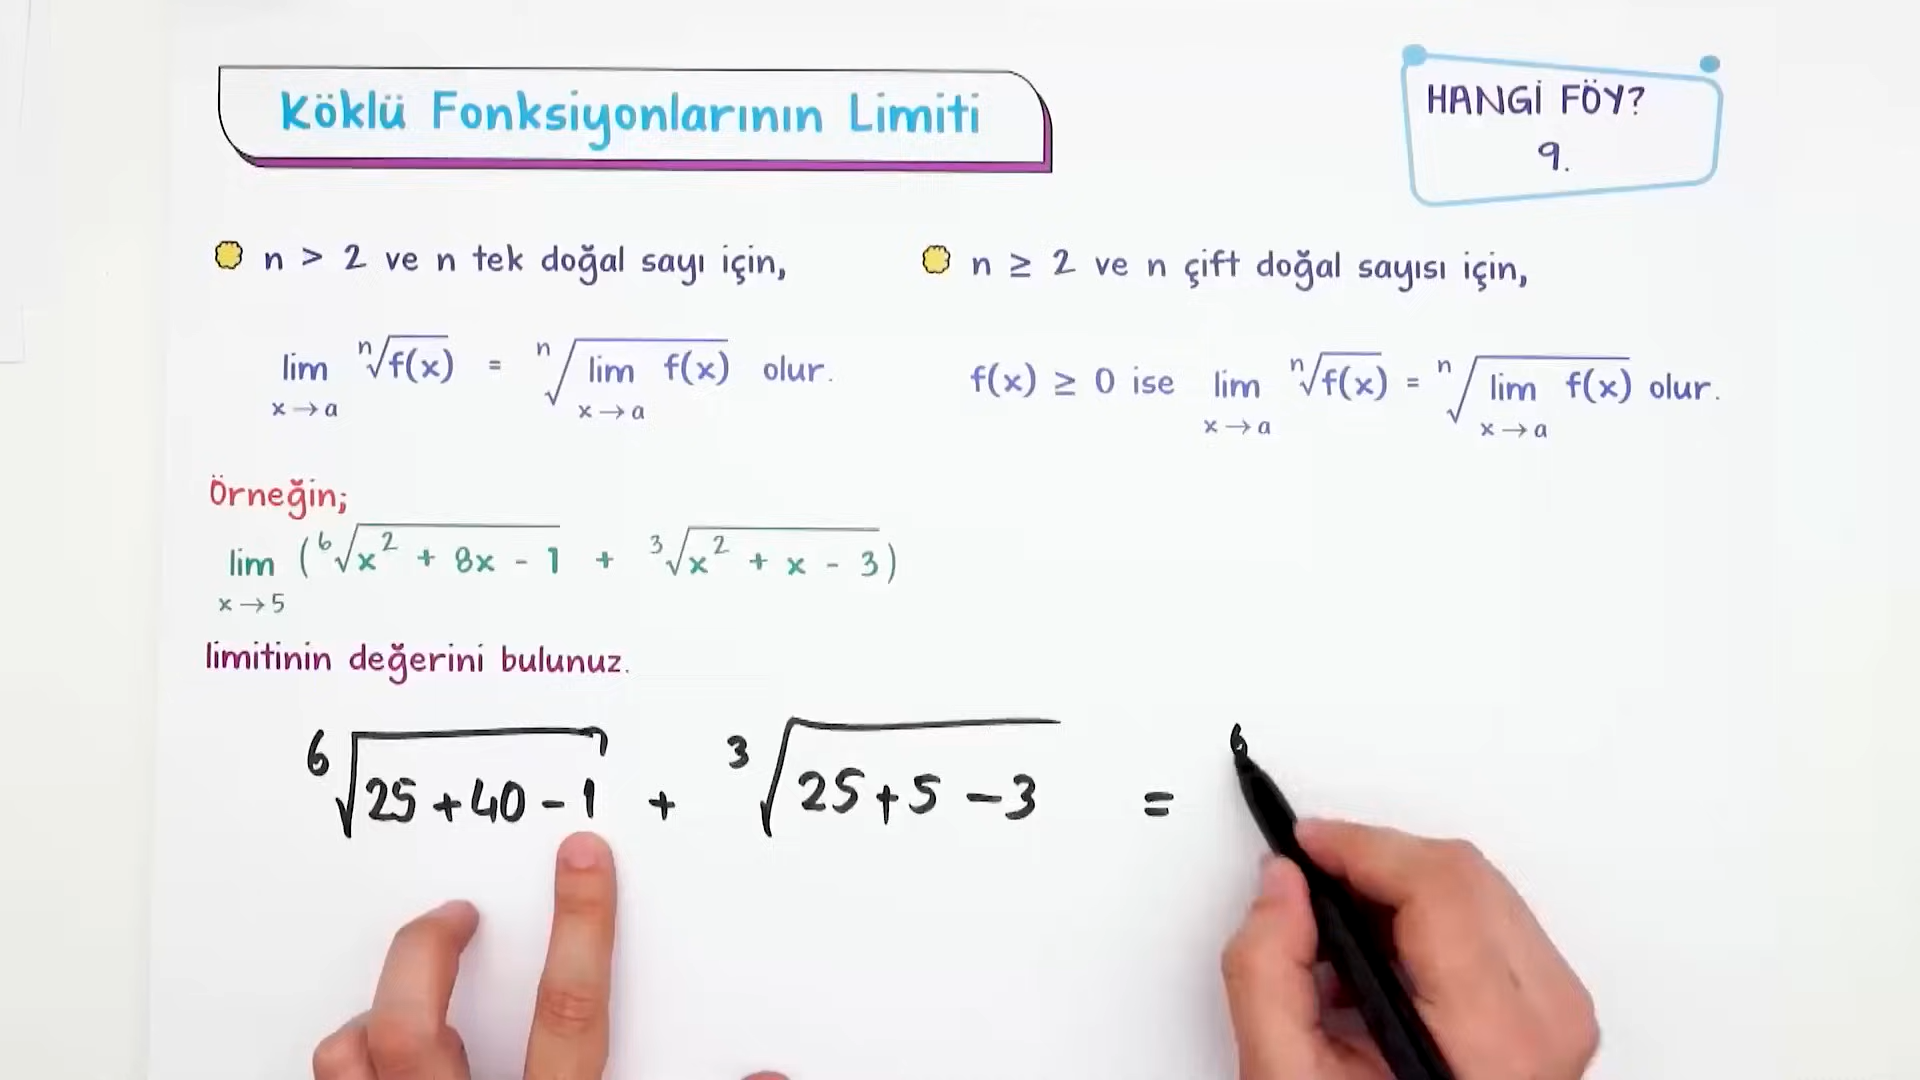 Köklü Fonksiyonlarının Limiti
HANGİ FÖY?
9.
n > 2 ve n tek doğal sayı için,
lim x→a ⁿ√f(x) = ⁿ√lim x→a f(x) olur.
n ≥ 2 ve n çift doğal sayısı için,
f(x) ≥ 0 ise lim x→a ⁿ√f(x) = ⁿ√lim x→a f(x) olur.
Örneğin;
lim x→5 (⁶√x² + 8x - 1 + ³√x² + x - 3)
limitinin değerini bulunuz.
⁶√25+40-1 + ³√25+5-3 = 6